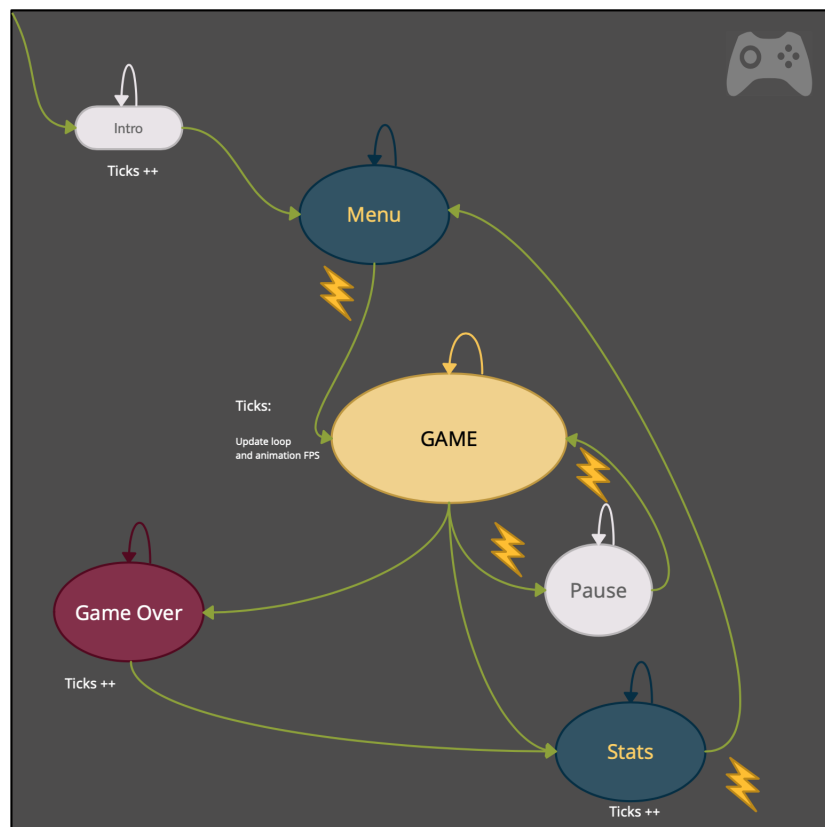 Intro
Ticks ++
Menu
Ticks:
Update loop
and animation FPS
GAME
Pause
Game Over
Ticks ++
Stats
Ticks ++